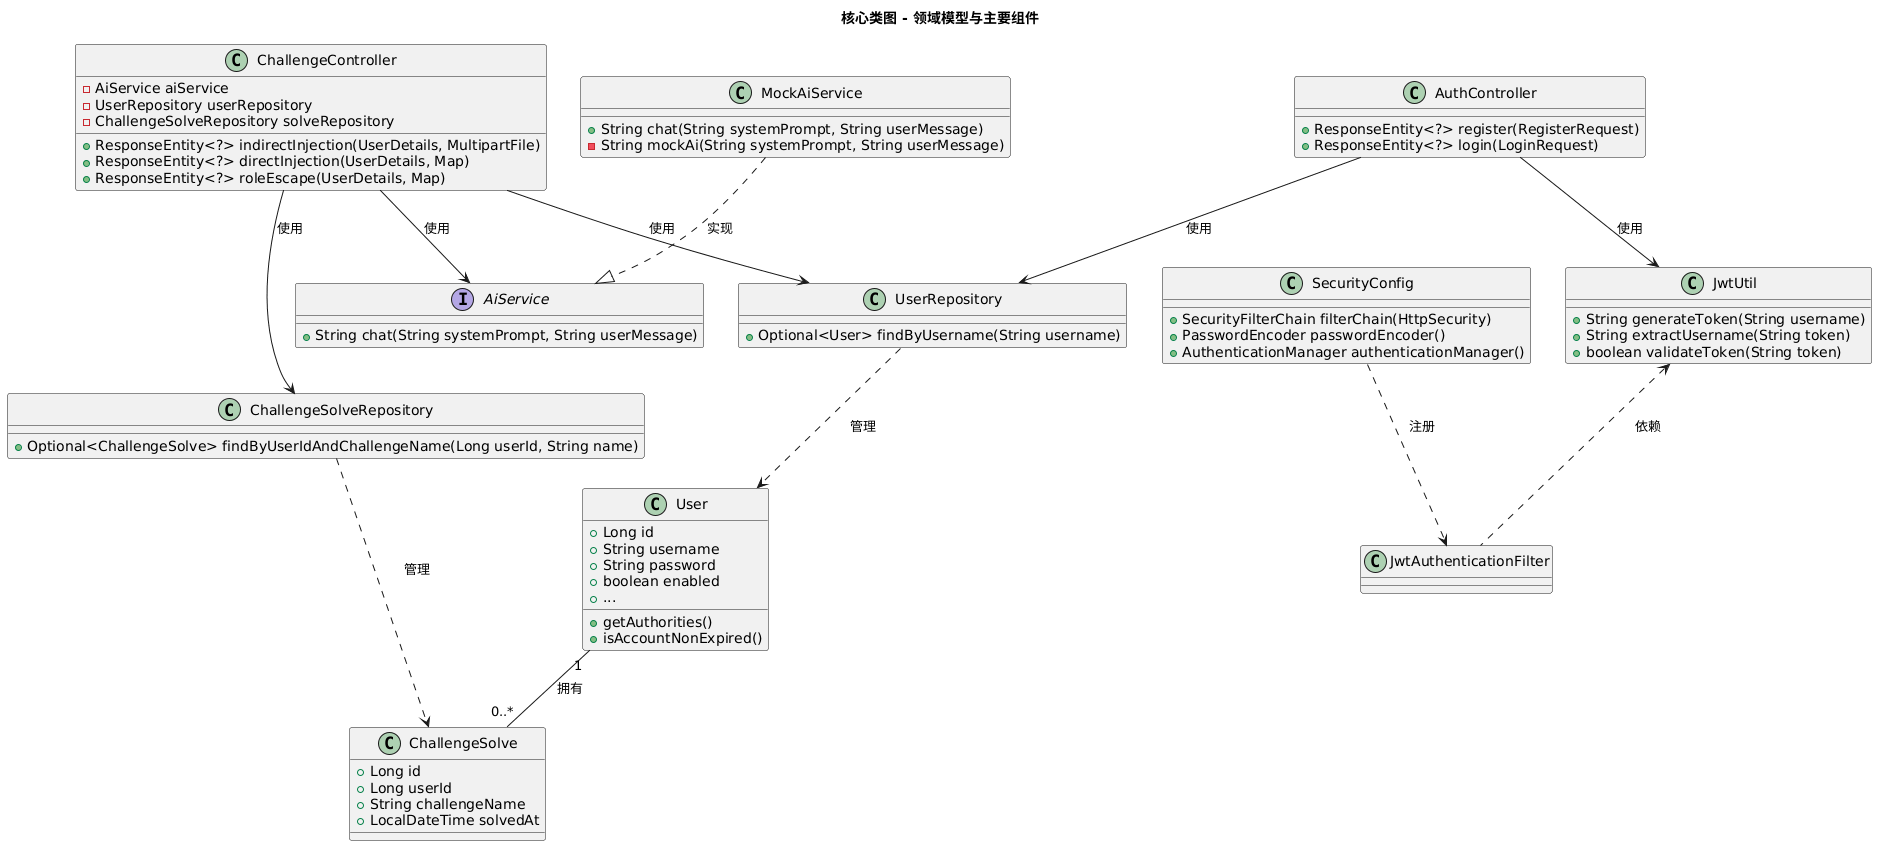 核心类图 - 领域模型与主要组件
C ChallengeController
AiService aiService
UserRepository userRepository
ChallengeSolveRepository solveRepository
ResponseEntity<?> indirectInjection(UserDetails, MultipartFile)
ResponseEntity<?> directInjection(UserDetails, Map)
ResponseEntity<?> roleEscape(UserDetails, Map)
C MockAiService
String chat(String systemPrompt, String userMessage)
String mockAi(String systemPrompt, String userMessage)
C AuthController
ResponseEntity<?> register(RegisterRequest)
ResponseEntity<?> login(LoginRequest)
使用
使用
使用
实现
使用
使用
I AiService
String chat(String systemPrompt, String userMessage)
C UserRepository
Optional<User> findByUsername(String username)
C SecurityConfig
SecurityFilterChain filterChain(HttpSecurity)
PasswordEncoder passwordEncoder()
AuthenticationManager authenticationManager()
C JwtUtil
String generateToken(String username)
String extractUsername(String token)
boolean validateToken(String token)
C ChallengeSolveRepository
Optional<ChallengeSolve> findByUserIdAndChallengeName(Long userId, String name)
管理
注册
依赖
C User
Long id
String username
String password
boolean enabled
...
getAuthorities()
isAccountNonExpired()
管理
C JwtAuthenticationFilter
1
拥有
0..*
C ChallengeSolve
Long id
Long userId
String challengeName
LocalDateTime solvedAt